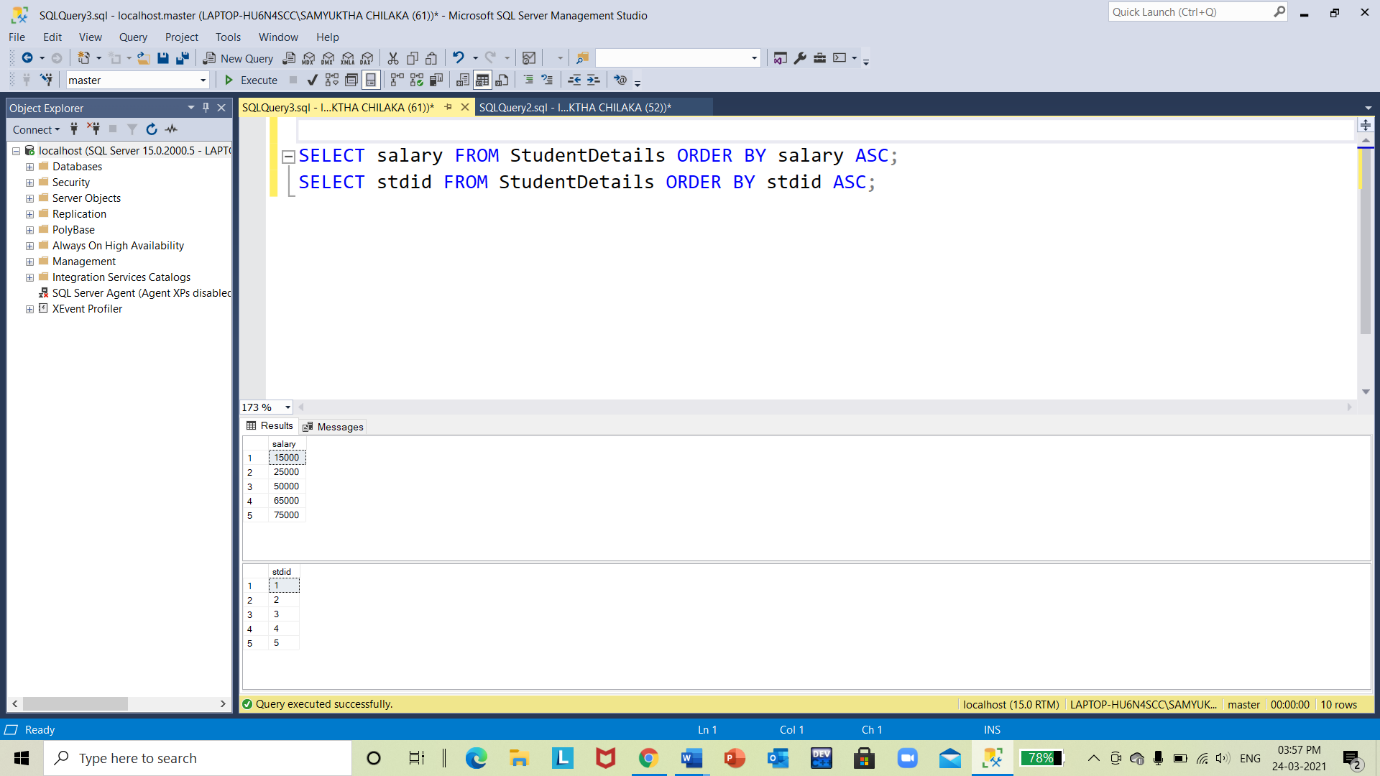 SQLQuery3.sql - localhost.master (LAPTOP-HU6N4SCC\SAMYUKTHA CHILAKA (61))* - Microsoft SQL Server Management Studio
Quick Launch (Ctrl+Q)
File Edit View Query Project Tools Window Help
New Query
master Execute
Object Explorer
SQLQuery3.sql - l...KTHA CHILAKA (61))* SQLQuery2.sql - l...KTHA CHILAKA (52))*
Connect
localhost (SQL Server 15.0.2000.5 - LAPT
Databases
Security
Server Objects
Replication
PolyBase
Always On High Availability
Management
Integration Services Catalogs
SQL Server Agent (Agent XPs disabled
XEvent Profiler
SELECT salary FROM StudentDetails ORDER BY salary ASC;
SELECT stdid FROM StudentDetails ORDER BY stdid ASC;
173 %
Results Messages
salary
1 15000
2 25000
3 50000
4 65000
5 75000
stdid
1 1
2 2
3 3
4 4
5 5
Query executed successfully. localhost (15.0 RTM) LAPTOP-HU6N4SCC\SAMYUK... master 00:00:00 10 rows
Ready Ln 1 Col 1 Ch 1 INS
Type here to search
78% ENG 03:57 PM
24-03-2021 2